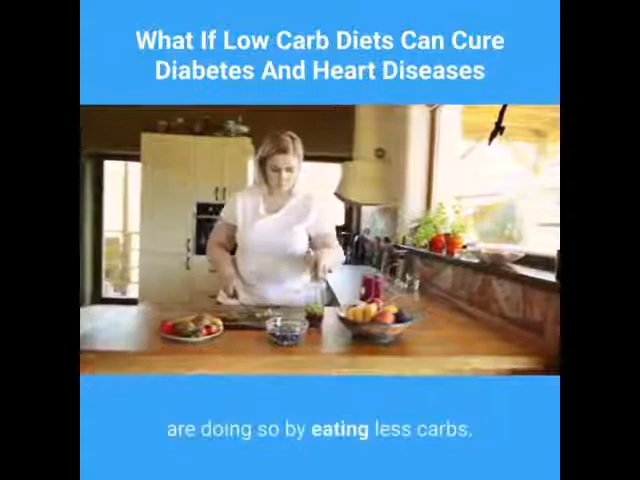 What If Low Carb Diets Can Cure
Diabetes And Heart Diseases
are doing so by eating less carbs.